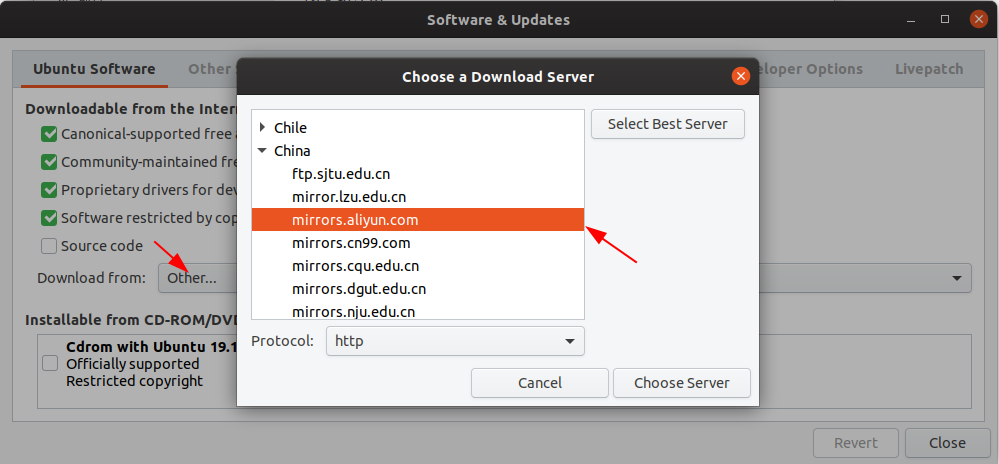 Software & Updates
Ubuntu Software
Other
eloper Options
Livepatch
Downloadable from the Inter
Canonical-supported free
Community-maintained fre
Proprietary drivers for dev
Software restricted by cop
Source code
Download from: Other...
Installable from CD-ROM/DVD
Cdrom with Ubuntu 19.1
Officially supported
Restricted copyright
Revert
Close
Choose a Download Server
Chile
China
ftp.sjtu.edu.cn
mirror.lzu.edu.cn
mirrors.aliyun.com
mirrors.cn99.com
mirrors.cqu.edu.cn
mirrors.dgut.edu.cn
mirrors.nju.edu.cn
Select Best Server
Protocol: http
Cancel
Choose Server